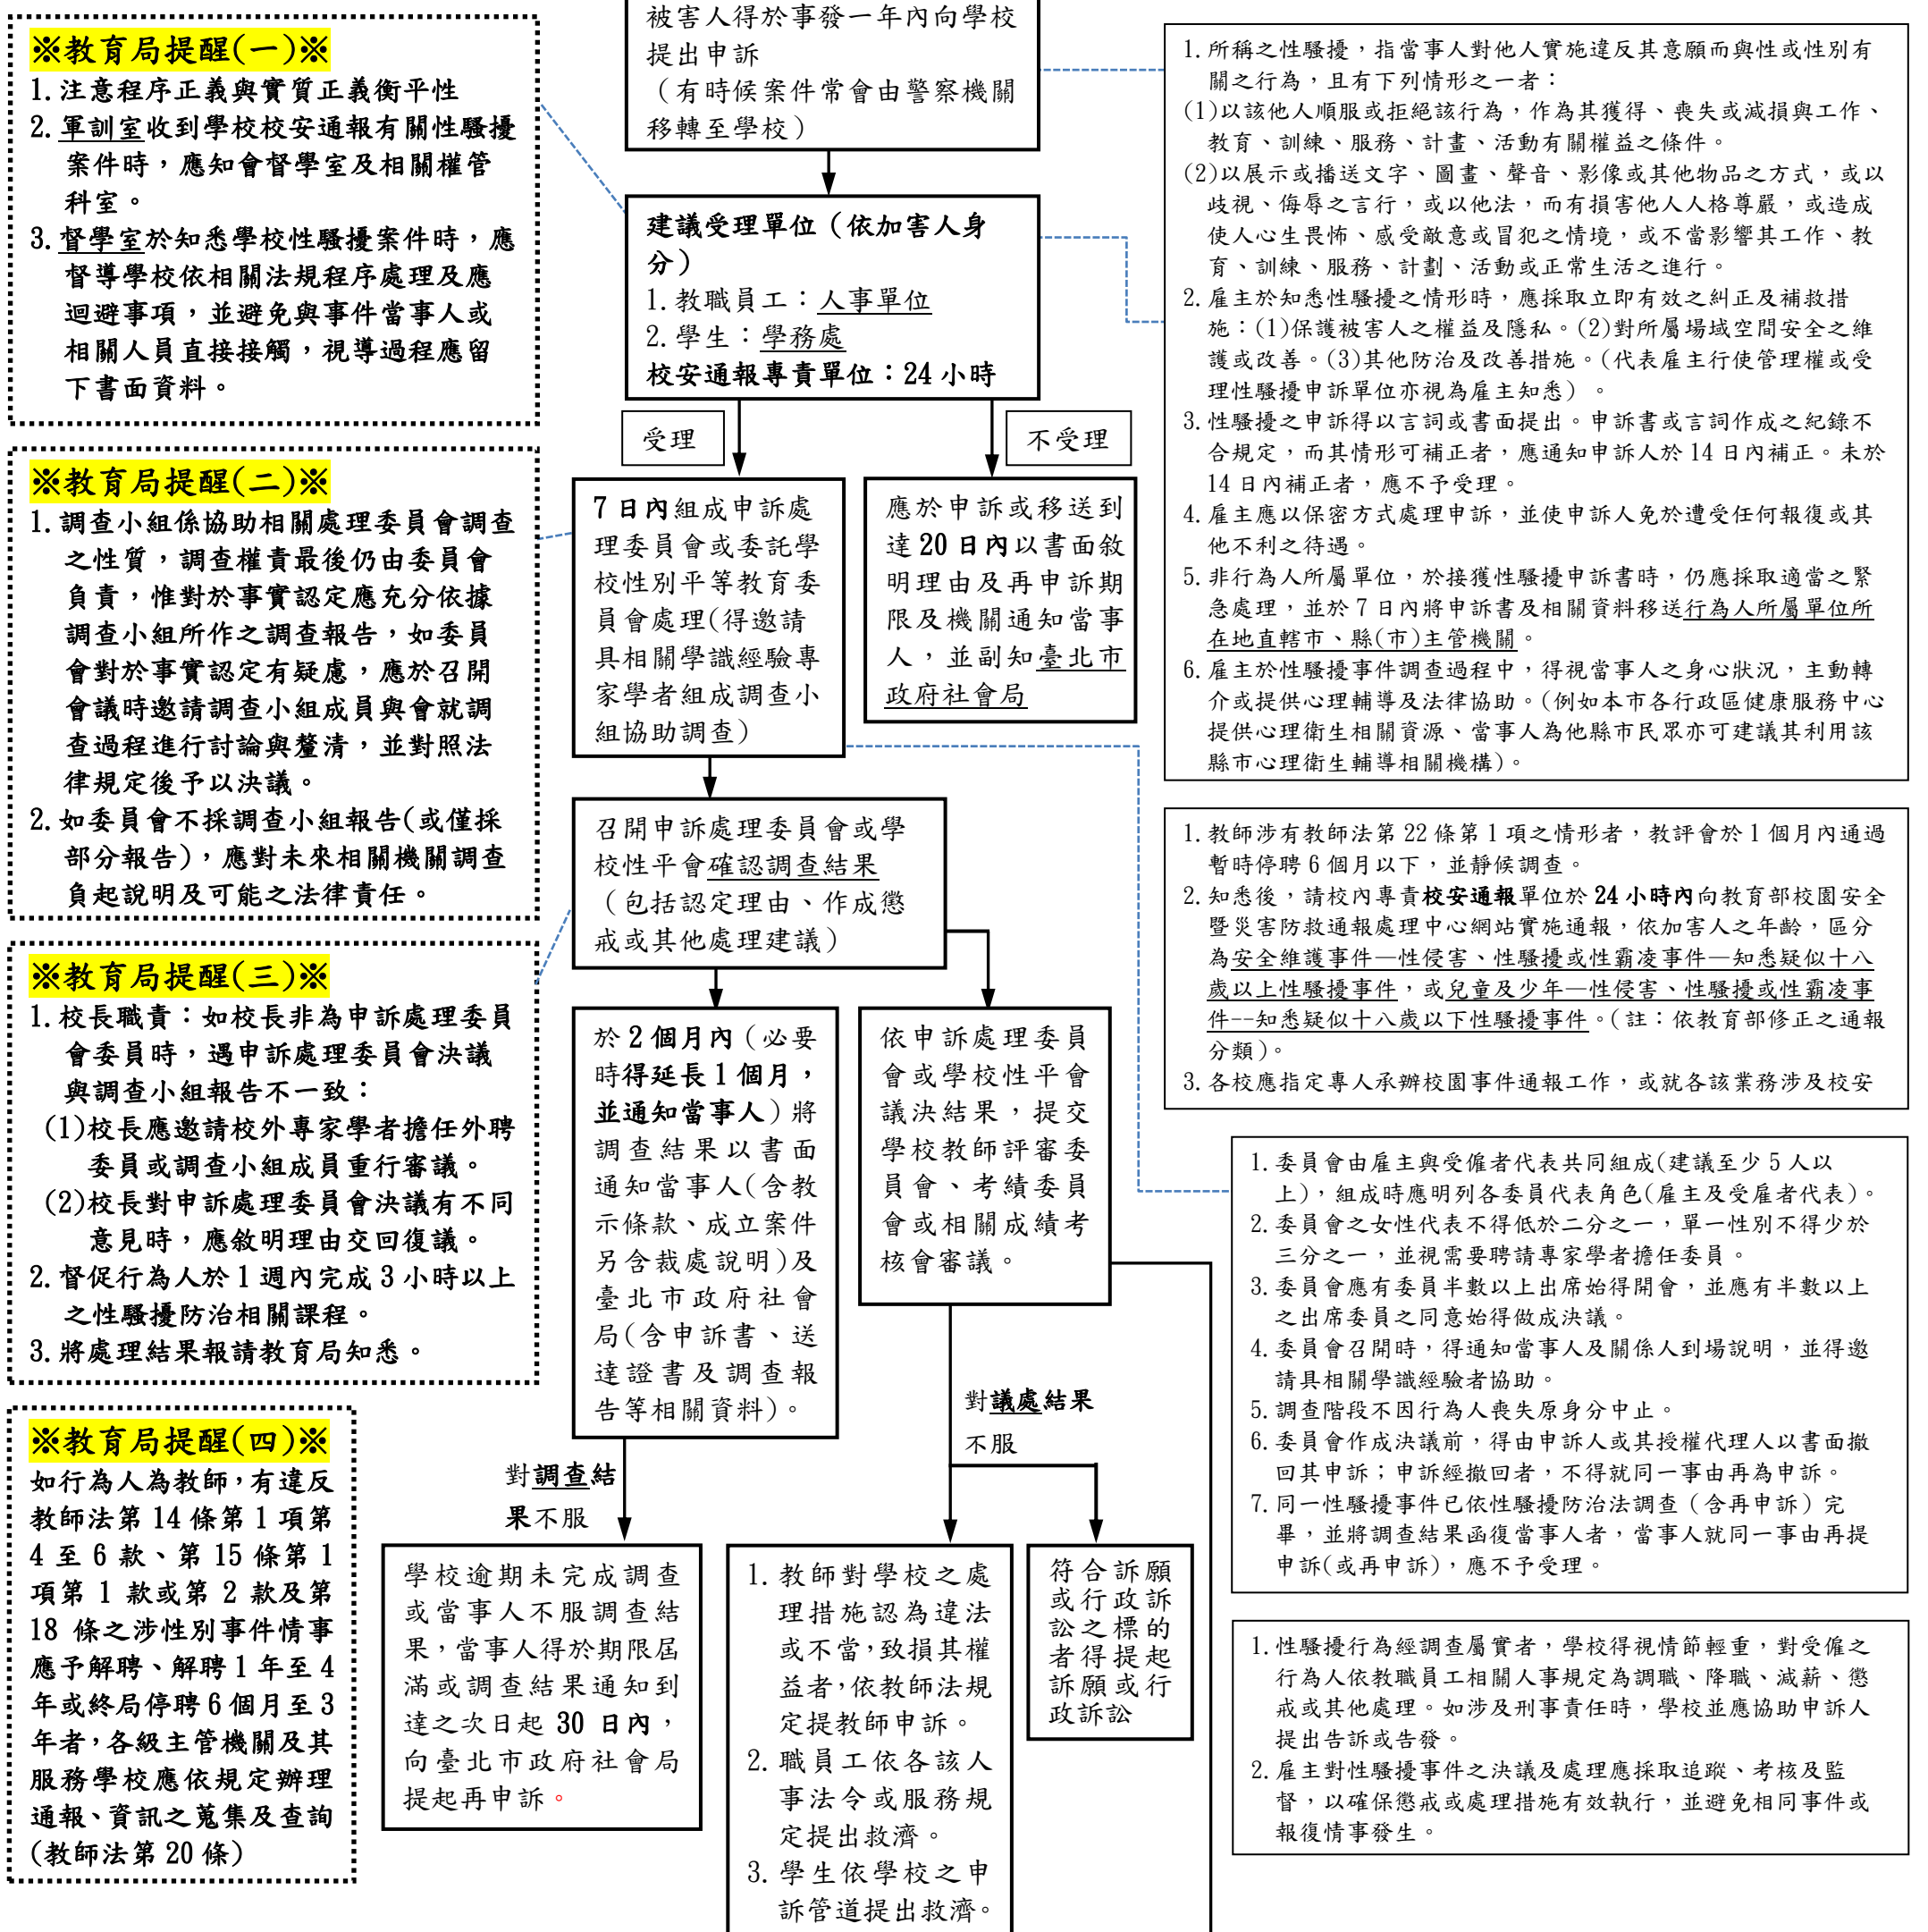 ※教育局提醒(一)※
1.注意程序正義與實質正義衡平性
2.軍訓室收到學校校安通報有關性騷擾
案件時，應知會督學室及相關權管
科室。
3.督學室於知悉學校性騷擾案件時，應
督導學校依相關法規程序處理及應
迴避事項，並避免與事件當事人或
相關人員直接接觸，視導過程應留
下書面資料。
※教育局提醒(二)※
1.調查小組係協助相關處理委員會調查
之性質，調查權責最後仍由委員會
負責，惟對於事實認定應充分依據
調查小組所作之調查報告，如委員
會對於事實認定有疑慮，應於召開
會議時邀請調查小組成員與會就調
查過程進行討論與釐清，並對照法
律規定後予以決議。
2.如委員會不採調查小組報告(或僅採
部分報告)，應對未來相關機關調查
負起說明及可能之法律責任。
※教育局提醒(三)※
1.校長職責：如校長非為申訴處理委員
會委員時，遇申訴處理委員會決議
與調查小組報告不一致：
(1)校長應邀請校外專家學者擔任外聘
委員或調查小組成員重行審議。
(2)校長對申訴處理委員會決議有不同
意見時，應敘明理由交回復議。
2.督促行為人於1週內完成3小時以上
之性騷擾防治相關課程。
3.將處理結果報請教育局知悉。
※教育局提醒(四)※
如行為人為教師，有違反
教師法第14條第1項第
4至6款、第15條第1
項第1款或第2款及第
18條之涉性別事件情事
應予解聘、解聘1年至4
年或終局停聘6個月至3
年者，各級主管機關及其
服務學校應依規定辦理
通報、資訊之蒐集及查詢
(教師法第20條)
被害人得於事發一年內向學校
提出申訴
（有時候案件常會由警察機關
移轉至學校）
建議受理單位（依加害人身
分）
1.教職員工：人事單位
2.學生：學務處
校安通報專責單位：24小時
受理
不受理
7日內組成申訴處
理委員會或委託學
校性別平等教育委
員會處理(得邀請
具相關學識經驗專
家學者組成調查小
組協助調查)
應於申訴或移送到
達20日內以書面敘
明理由及再申訴期
限及機關通知當事
人，並副知臺北市
政府社會局
召開申訴處理委員會或學
校性平會確認調查結果
（包括認定理由、作成懲
戒或其他處理建議）
於2個月內（必要
時得延長1個月，
並通知當事人）將
調查結果以書面
通知當事人(含教
示條款、成立案件
另含裁處說明)及
臺北市政府社會
局(含申訴書、送
達證書及調查報
告等相關資料)。
依申訴處理委員
會或學校性平會
議決結果，提交
學校教師評審委
員會、考績委員
會或相關成績考
核會審議。
對調查結
果不服
對議處結果
不服
學校逾期未完成調查
或當事人不服調查結
果，當事人得於期限屆
滿或調查結果通知到
達之次日起 30 日內，
向臺北市政府社會局
提起再申訴。
1.教師對學校之處
理措施認為違法
或不當，致損其權
益者，依教師法規
定提教師申訴。
2.職員工依各該人
事法令或服務規
定提出救濟。
3.學生依學校之申
訴管道提出救濟。
符合訴願
或行政訴
訟之標的
者得提起
訴願或行
政訴訟
1.所稱之性騷擾，指當事人對他人實施違反其意願而與性或性別有
關之行為，且有下列情形之一者：
(1)以該他人順服或拒絕該行為，作為其獲得、喪失或減損與工作、
教育、訓練、服務、計畫、活動有關權益之條件。
(2)以展示或播送文字、圖畫、聲音、影像或其他物品之方式，或以
歧視、侮辱之言行，或以他法，而有損害他人人格尊嚴，或造成
使人心生畏怖、感受敵意或冒犯之情境，或不當影響其工作、教
育、訓練、服務、計劃、活動或正常生活之進行。
2.雇主於知悉性騷擾之情形時，應採取立即有效之糾正及補救措
施：(1)保護被害人之權益及隱私。(2)對所屬場域空間安全之維
護或改善。(3)其他防治及改善措施。(代表雇主行使管理權或受
理性騷擾申訴單位亦視為雇主知悉）。
3.性騷擾之申訴得以言詞或書面提出。申訴書或言詞作成之紀錄不
合規定，而其情形可補正者，應通知申訴人於14日內補正。未於
14日內補正者，應不予受理。
4.雇主應以保密方式處理申訴，並使申訴人免於遭受任何報復或其
他不利之待遇。
5.非行為人所屬單位，於接獲性騷擾申訴書時，仍應採取適當之緊
急處理，並於7日內將申訴書及相關資料移送行為人所屬單位所
在地直轄市、縣(市)主管機關。
6.雇主於性騷擾事件調查過程中，得視當事人之身心狀況，主動轉
介或提供心理輔導及法律協助。(例如本市各行政區健康服務中心
提供心理衛生相關資源、當事人為他縣市民眾亦可建議其利用該
縣市心理衛生輔導相關機構)。
1.教師涉有教師法第22條第1項之情形者，教評會於1個月內通過
暫時停聘6個月以下，並靜候調查。
2.知悉後，請校內專責校安通報單位於24小時內向教育部校園安全
暨災害防救通報處理中心網站實施通報，依加害人之年齡，區分
為安全維護事件—性侵害、性騷擾或性霸凌事件—知悉疑似十八
歲以上性騷擾事件，或兒童及少年—性侵害、性騷擾或性霸凌事
件--知悉疑似十八歲以下性騷擾事件。(註：依教育部修正之通報
分類)。
3.各校應指定專人承辦校園事件通報工作，或就各該業務涉及校安
1.委員會由雇主與受僱者代表共同組成(建議至少5人以
上)，組成時應明列各委員代表角色(雇主及受雇者代表)。
2.委員會之女性代表不得低於二分之一，單一性別不得少於
三分之一，並視需要聘請專家學者擔任委員。
3.委員會應有委員半數以上出席始得開會，並應有半數以上
之出席委員之同意始得做成決議。
4.委員會召開時，得通知當事人及關係人到場說明，並得邀
請具相關學識經驗者協助。
5.調查階段不因行為人喪失原身分中止。
6.委員會作成決議前，得由申訴人或其授權代理人以書面撤
回其申訴；申訴經撤回者，不得就同一事由再為申訴。
7.同一性騷擾事件已依性騷擾防治法調查（含再申訴）完
畢，並將調查結果函復當事人者，當事人就同一事由再提
申訴(或再申訴)，應不予受理。
1.性騷擾行為經調查屬實者，學校得視情節輕重，對受僱之
行為人依教職員工相關人事規定為調職、降職、減薪、懲
戒或其他處理。如涉及刑事責任時，學校並應協助申訴人
提出告訴或告發。
2.雇主對性騷擾事件之決議及處理應採取追蹤、考核及監
督，以確保懲戒或處理措施有效執行，並避免相同事件或
報復情事發生。